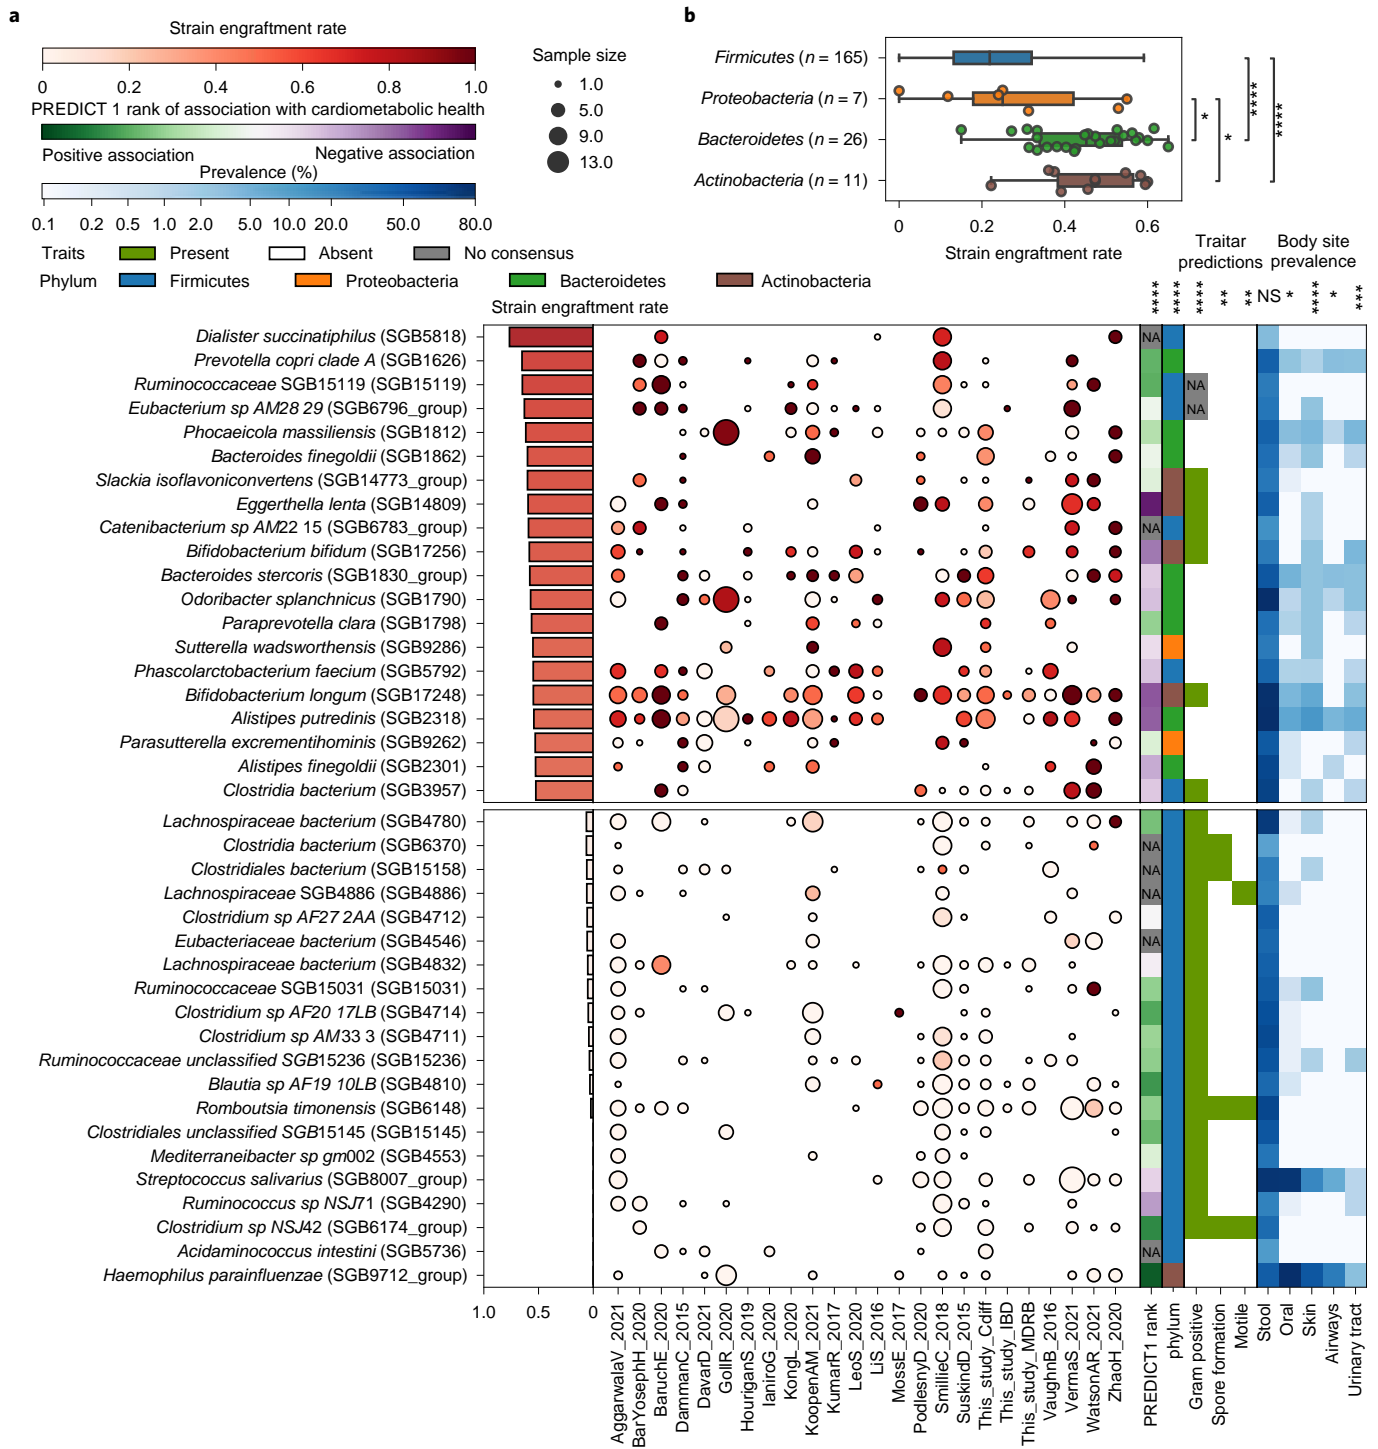 a
Strain engraftment rate
0 0.2 0.4 0.6 0.8 1.0
PREDICT 1 rank of association with cardiometabolic health
Positive association Negative association
Prevalence (%)
0.1 0.2 0.5 1.0 2.0 5.0 10.0 20.0 50.0 80.0
Sample size
1.0
5.0
9.0
13.0
Traits Present Absent No consensus
Phylum Firmicutes Proteobacteria Bacteroidetes Actinobacteria
b
Firmicutes (n = 165)
Proteobacteria (n = 7)
Bacteroidetes (n = 26)
Actinobacteria (n = 11)
* * **** ****
0 0.2 0.4 0.6
Strain engraftment rate
Traitar predictions
Body site prevalence
**** **** **** ** ** NS * **** * ***
Strain engraftment rate
Dialister succinatiphilus (SGB5818) NA
Prevotella copri clade A (SGB1626)
Ruminococcaceae SGB15119 (SGB15119) NA
Eubacterium sp AM28 29 (SGB6796_group) NA
Phocaeicola massiliensis (SGB1812)
Bacteroides finegoldii (SGB1862)
Slackia isoflavoniconvertens (SGB14773_group)
Eggerthella lenta (SGB14809)
Catenibacterium sp AM22 15 (SGB6783_group) NA
Bifidobacterium bifidum (SGB17256)
Bacteroides stercoris (SGB1830_group)
Odoribacter splanchnicus (SGB1790)
Paraprevotella clara (SGB1798)
Sutterella wadsworthensis (SGB9286)
Phascolarctobacterium faecium (SGB5792)
Bifidobacterium longum (SGB17248)
Alistipes putredinis (SGB2318)
Parasutterella excrementihominis (SGB9262)
Alistipes finegoldii (SGB2301)
Clostridia bacterium (SGB3957)
Lachnospiraceae bacterium (SGB4780)
Clostridia bacterium (SGB6370) NA
Clostridiales bacterium (SGB15158) NA
Lachnospiraceae SGB4886 (SGB4886) NA
Clostridium sp AF27 2AA (SGB4712)
Eubacteriaceae bacterium (SGB4546) NA
Lachnospiraceae bacterium (SGB4832)
Ruminococcaceae SGB15031 (SGB15031)
Clostridium sp AF20 17LB (SGB4714)
Clostridium sp AM33 3 (SGB4711)
Ruminococcaceae unclassified SGB15236 (SGB15236)
Blautia sp AF19 10LB (SGB4810)
Romboutsia timonensis (SGB6148)
Clostridiales unclassified SGB15145 (SGB15145)
Mediterraneibacter sp gm002 (SGB4553)
Streptococcus salivarius (SGB8007_group)
Ruminococcus sp NSJ71 (SGB4290)
Clostridium sp NSJ42 (SGB6174_group)
Acidaminococcus intestini (SGB5736) NA
Haemophilus parainfluenzae (SGB9712_group)
1.0 0.5 0
AggarwalaV_2021
BarYosephH_2020
BaruchE_2020
DammanC_2015
DavarD_2021
GollR_2020
HouriganS_2019
IaniroG_2020
KongL_2020
KoopenAM_2021
KumarR_2017
LeoS_2020
LiS_2016
MossE_2017
PodlesnyD_2020
SmillieC_2018
SuskindD_2015
This_study_Cdiff
This_study_IBD
This_study_MDRB
VaughnB_2016
VermaS_2021
WatsonAR_2021
ZhaoH_2020
PREDICT1 rank
phylum
Gram positive
Spore formation
Motile
Stool
Oral
Skin
Airways
Urinary tract